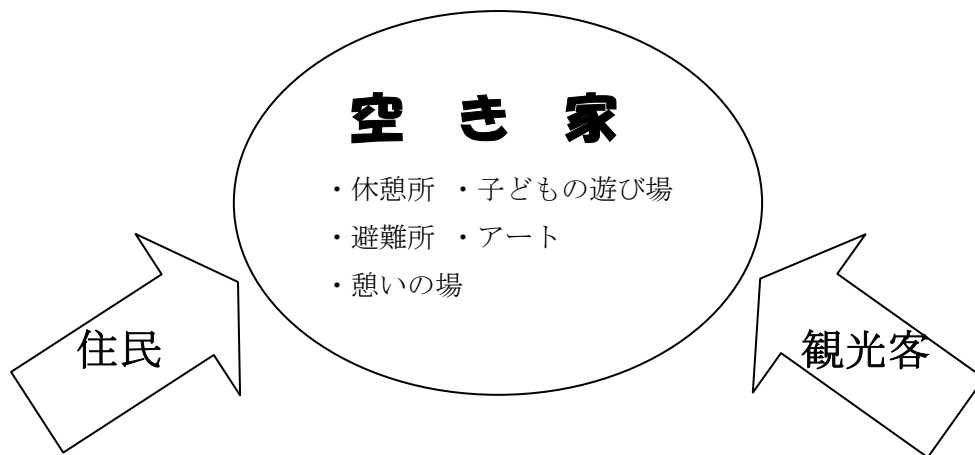 空き家
・休憩所 ・子どもの遊び場
・避難所 ・アート
・憩いの場
住民
観光客